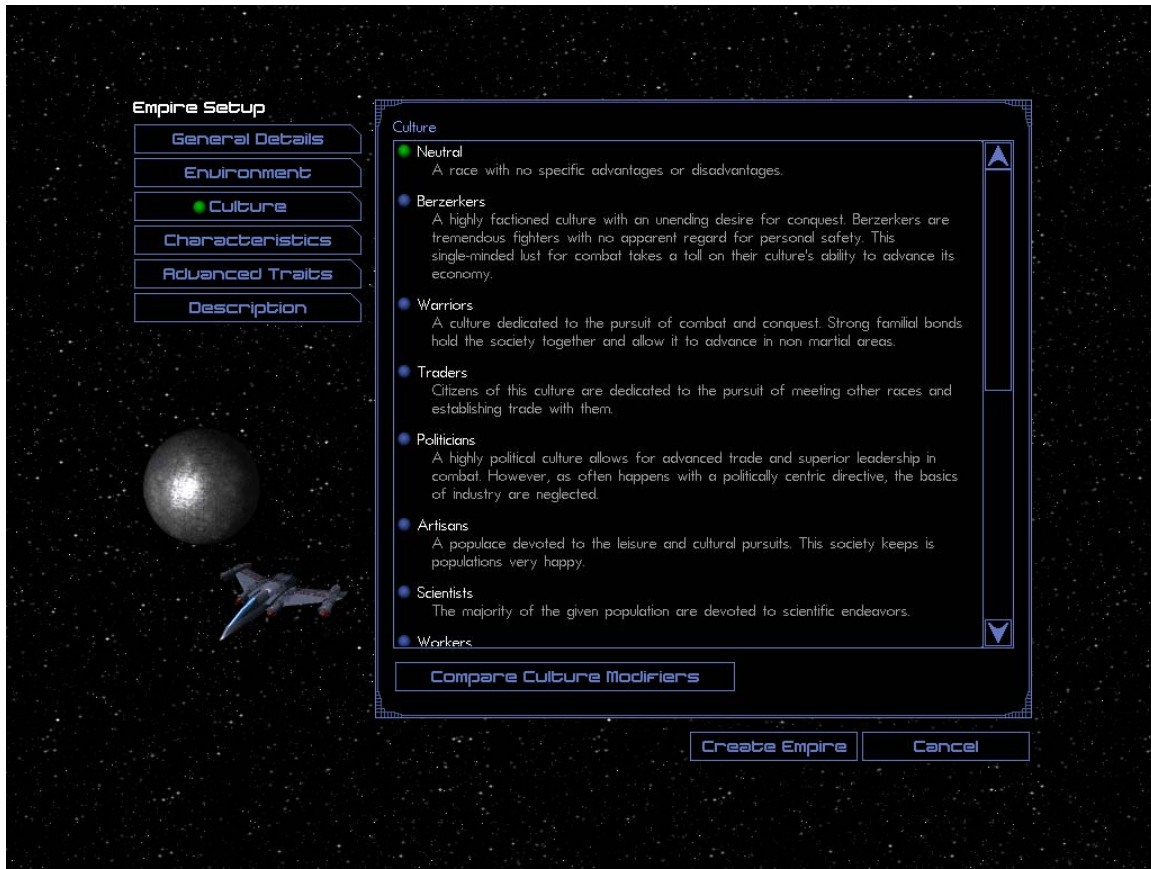 Empire Setup
General Details
Environment
Culture
Characteristics
Advanced Traits
Description
Culture
Neutral
A race with no specific advantages or disadvantages.
Berzerkers
A highly factioned culture with an unending desire for conquest. Berzerkers are
tremendous fighters with no apparent regard for personal safety. This
single-minded lust for combat takes a toll on their culture's ability to advance its
economy.
Warriors
A culture dedicated to the pursuit of combat and conquest. Strong familial bonds
hold the society together and allow it to advance in non martial areas.
Traders
Citizens of this culture are dedicated to the pursuit of meeting other races and
establishing trade with them.
Politicians
A highly political culture allows for advanced trade and superior leadership in
combat. However, as often happens with a politically centric directive, the basics
of industry are neglected.
Artisans
A populace devoted to the leisure and cultural pursuits. This society keeps is
populations very happy.
Scientists
The majority of the given population are devoted to scientific endeavors.
Workers
Compare Culture Modifiers
Create Empire
Cancel